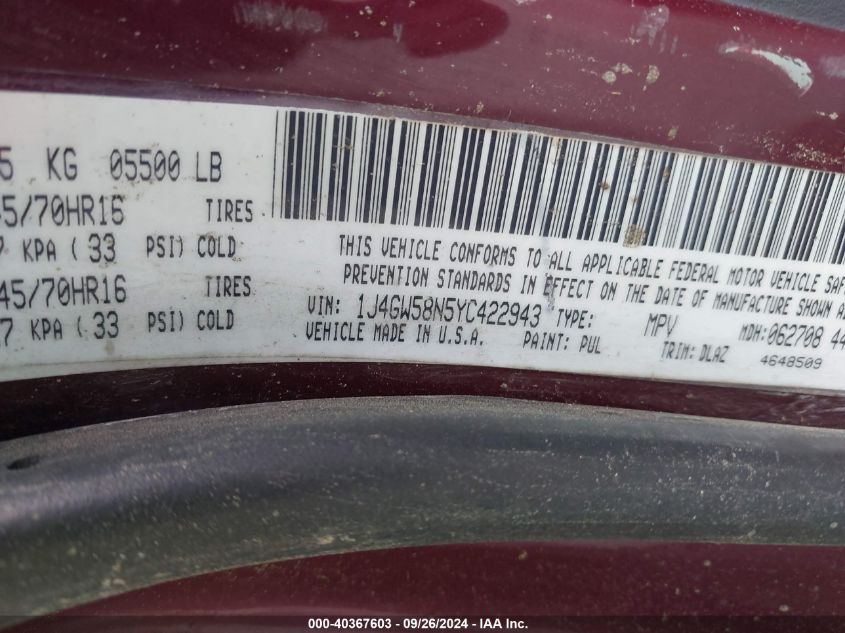 5 KG 05500 LB
5/70HR16 TIRES
7 KPA ( 33 PSI) COLD
45/70HR16 TIRES
7 KPA ( 33 PSI) COLD
THIS VEHICLE CONFORMS TO ALL APPLICABLE FEDERAL MOTOR VEHICLE SAF
PREVENTION STANDARDS IN EFFECT ON THE DATE OF MANUFACTURE SHOWN A
VIN: 1J4GW58N5YC422943 TYPE: MPV MDH:062708 44
VEHICLE MADE IN U.S.A. PAINT: PUL TRIM: DLAZ 4648509
000-40367603 - 09/26/2024 - IAA Inc.